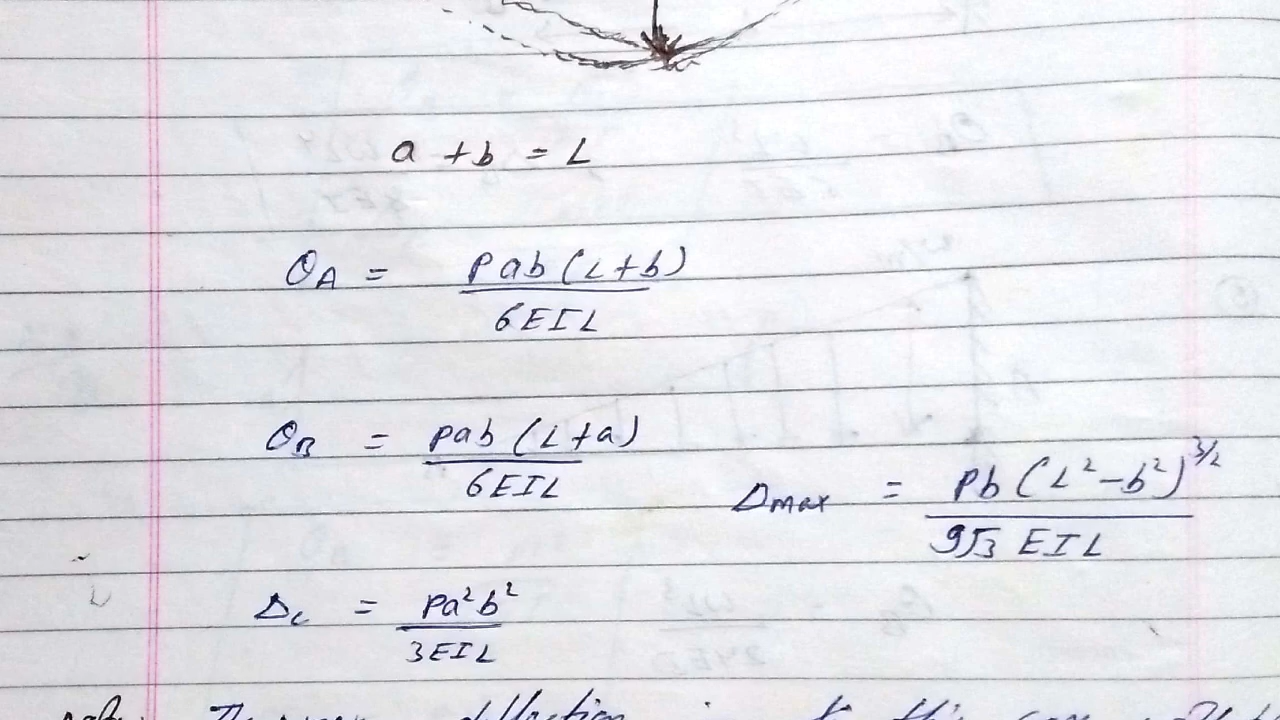 a + b = L
θA = Pab(L+b) / 6EIL
θB = Pab(L+a) / 6EIL
Δmax = Pb(L²-b²)^3/2 / 9√3 EIL
Δc = Pa²b² / 3EIL